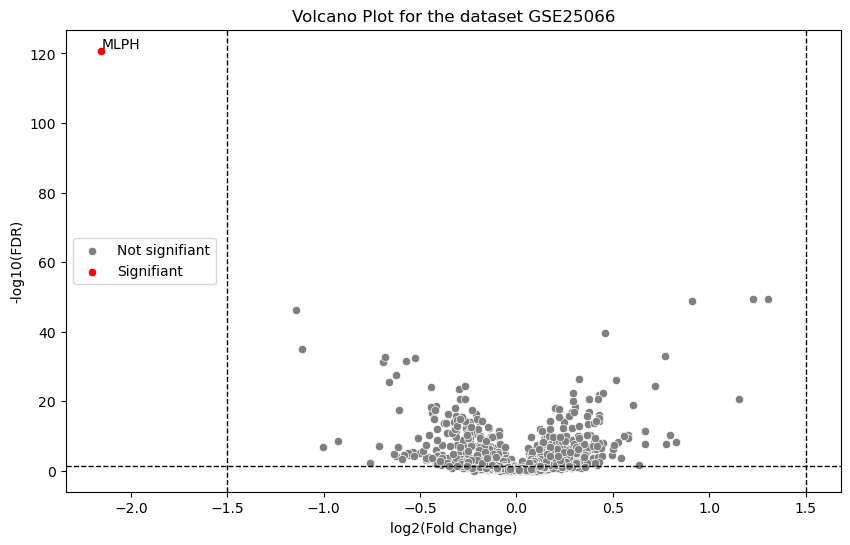 Volcano Plot for the dataset GSE25066
MLPH
120
100
80
60
40
20
0
-log10(FDR)
Not signifiant
Signifiant
−2.0
−1.5
−1.0
−0.5
0.0
0.5
1.0
1.5
log2(Fold Change)